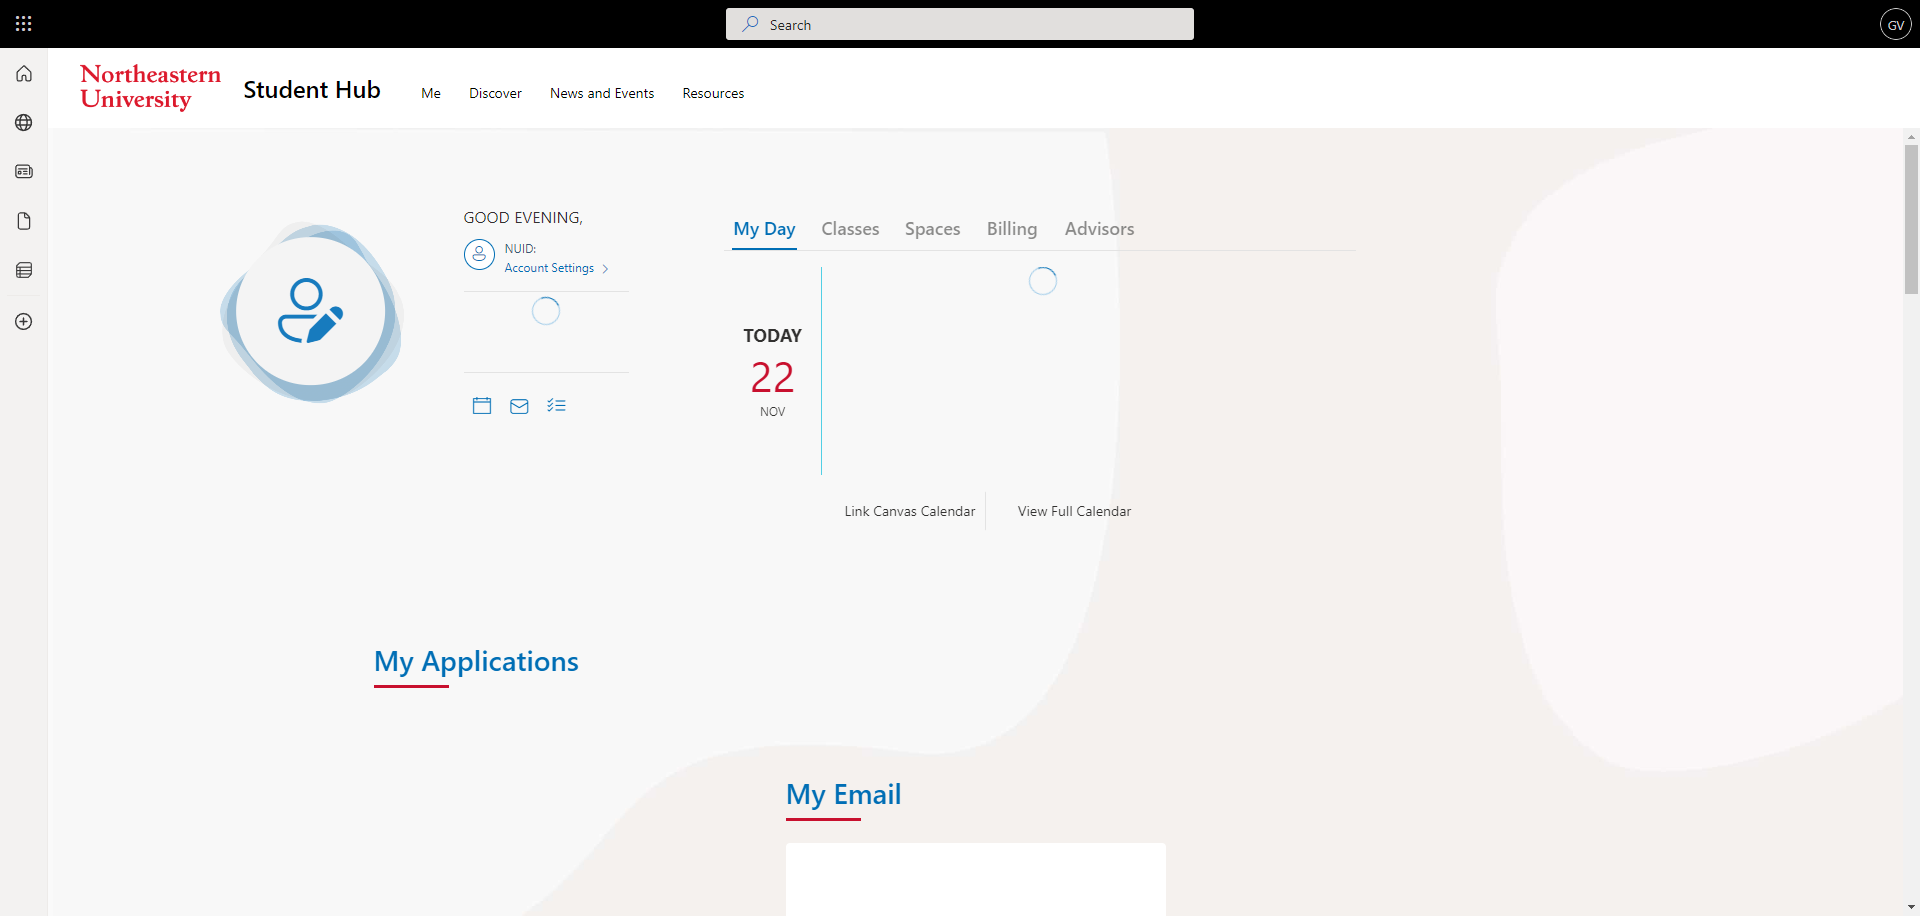 Search
GV
Northeastern
University
Student Hub
Me
Discover
News and Events
Resources
GOOD EVENING,
NUID:
Account Settings
My Day
Classes
Spaces
Billing
Advisors
TODAY
22
NOV
Link Canvas Calendar
View Full Calendar
My Applications
My Email